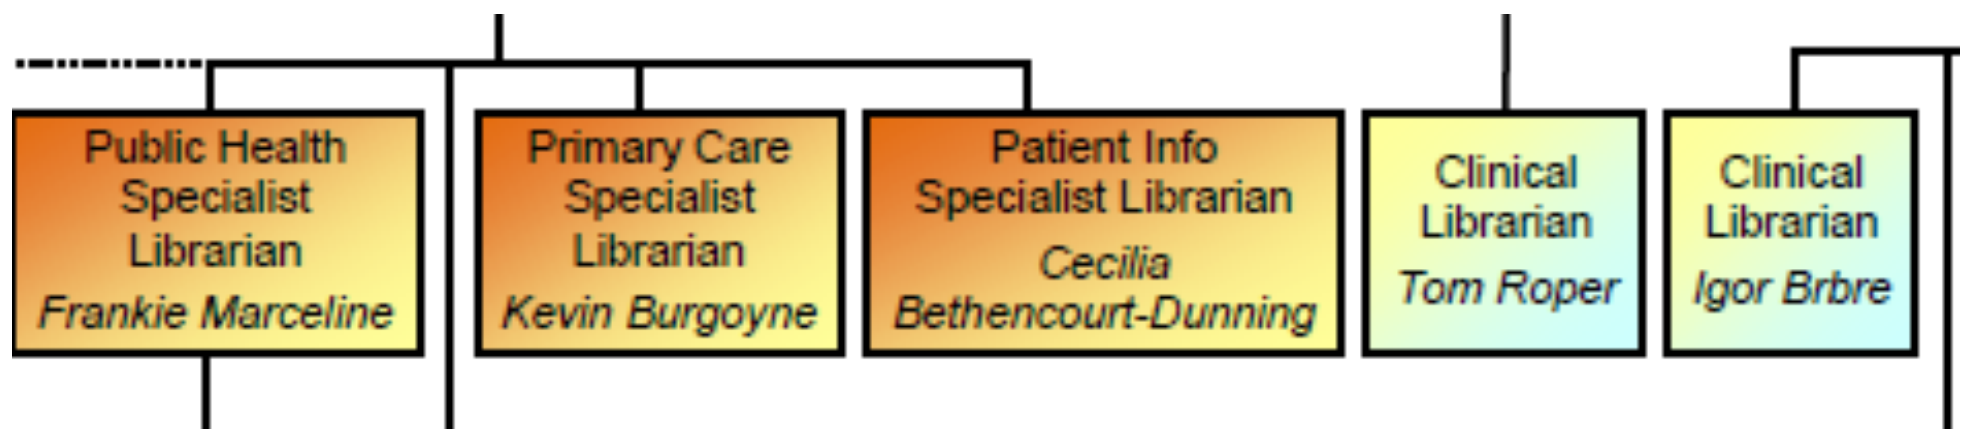 Public Health
Specialist
Librarian
Frankie Marceline
Primary Care
Specialist
Librarian
Kevin Burgoyne
Patient Info
Specialist Librarian
Cecilia
Bethencourt-Dunning
Clinical
Librarian
Tom Roper
Clinical
Librarian
Igor Brbre